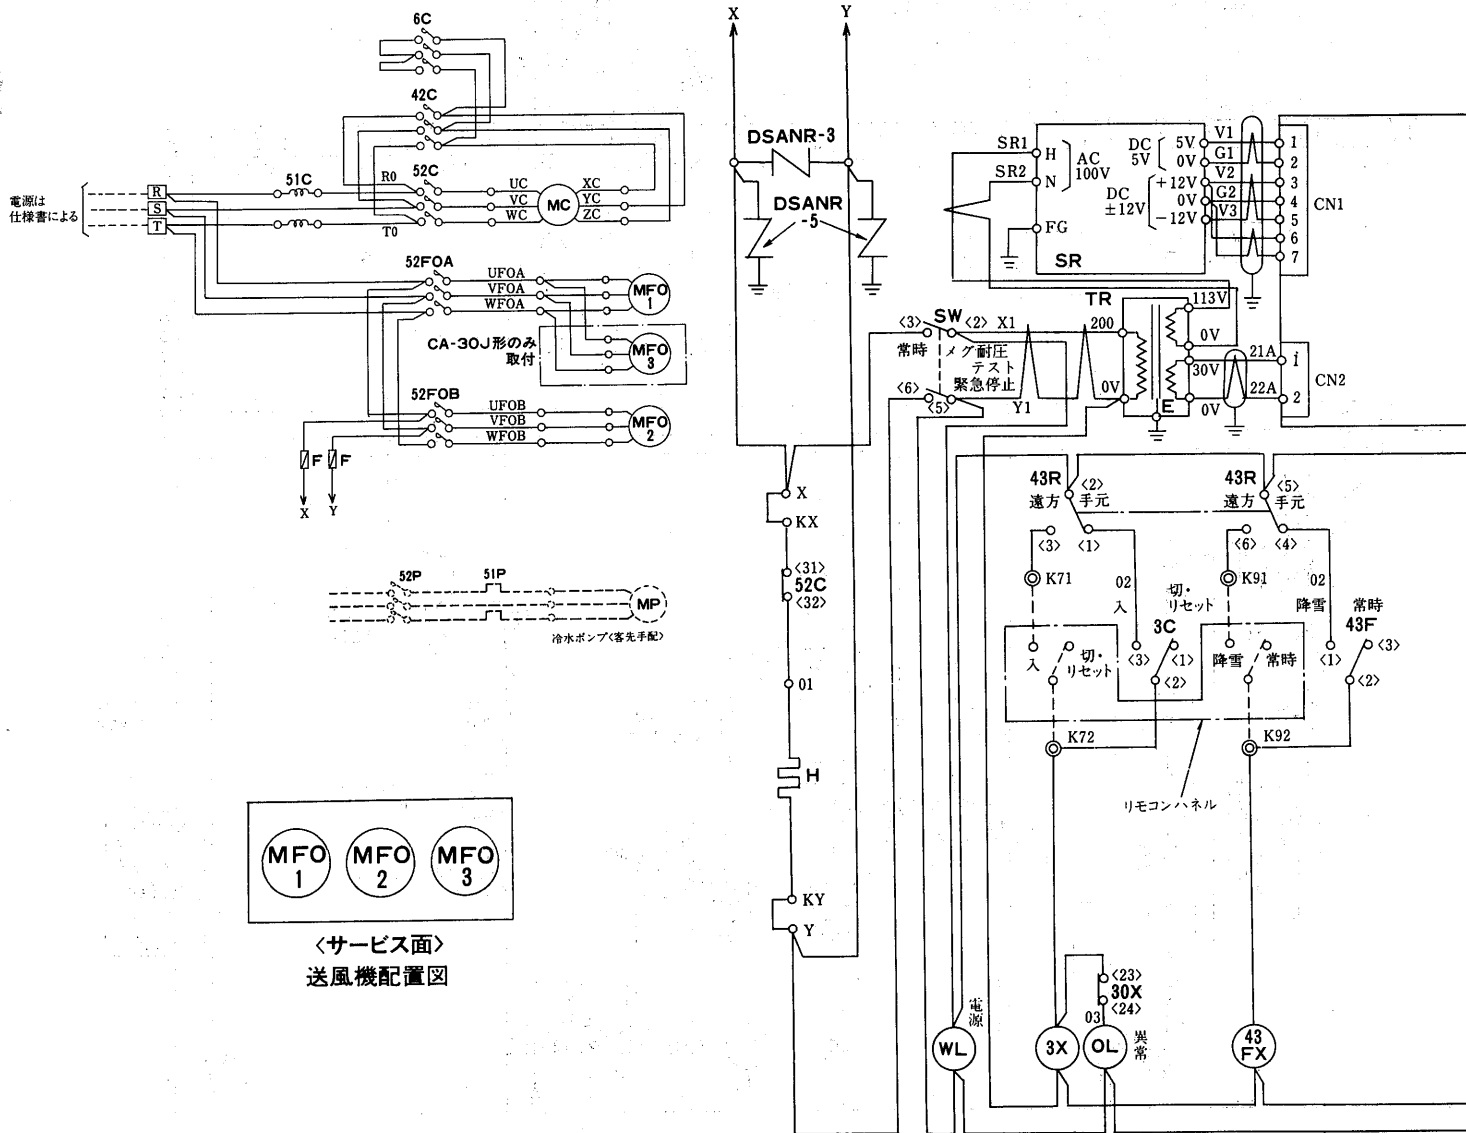 6C
42C
電源は
仕様書による
R
S
T
51C
R0
T0
52C
UC
VC
WC
MC
XC
YC
ZC
52FOA
UFOA
VFOA
WFOA
MFO
1
CA-30J形のみ
取付
MFO
3
52FOB
UFOB
VFOB
WFOB
MFO
2
F
F
X
Y
52P
51P
MP
冷水ポンプ〈客先手配〉
MFO
1
MFO
2
MFO
3
〈サービス面〉
送風機配置図
X
Y
DSANR-3
DSANR
-5
X
KX
〈31〉
52C
〈32〉
01
H
KY
Y
SR1
SR2
H
N
AC
100V
DC
5V
5V
0V
DC
±12V
+12V
0V
-12V
FG
SR
V1
G1
V2
G2
V3
1
2
3
4
5
6
7
CN1
〈3〉
SW
〈2〉
X1
常時
メグ耐圧
テスト
緊急停止
〈6〉
〈5〉
Y1
TR
200
0V
113V
0V
30V
0V
E
21A
22A
1
2
CN2
43R
〈2〉
遠方
手元
〈3〉
〈1〉
K71
02
入
切・
リセット
3C
〈3〉
〈1〉
〈2〉
入
切・
リセット
K72
43R
〈5〉
遠方
手元
〈6〉
〈4〉
K91
02
降雪
常時
43F
〈3〉
〈1〉
〈2〉
降雪
常時
K92
リモコンパネル
電源
WL
3X
〈23〉
30X
〈24〉
03
OL
異常
43
FX